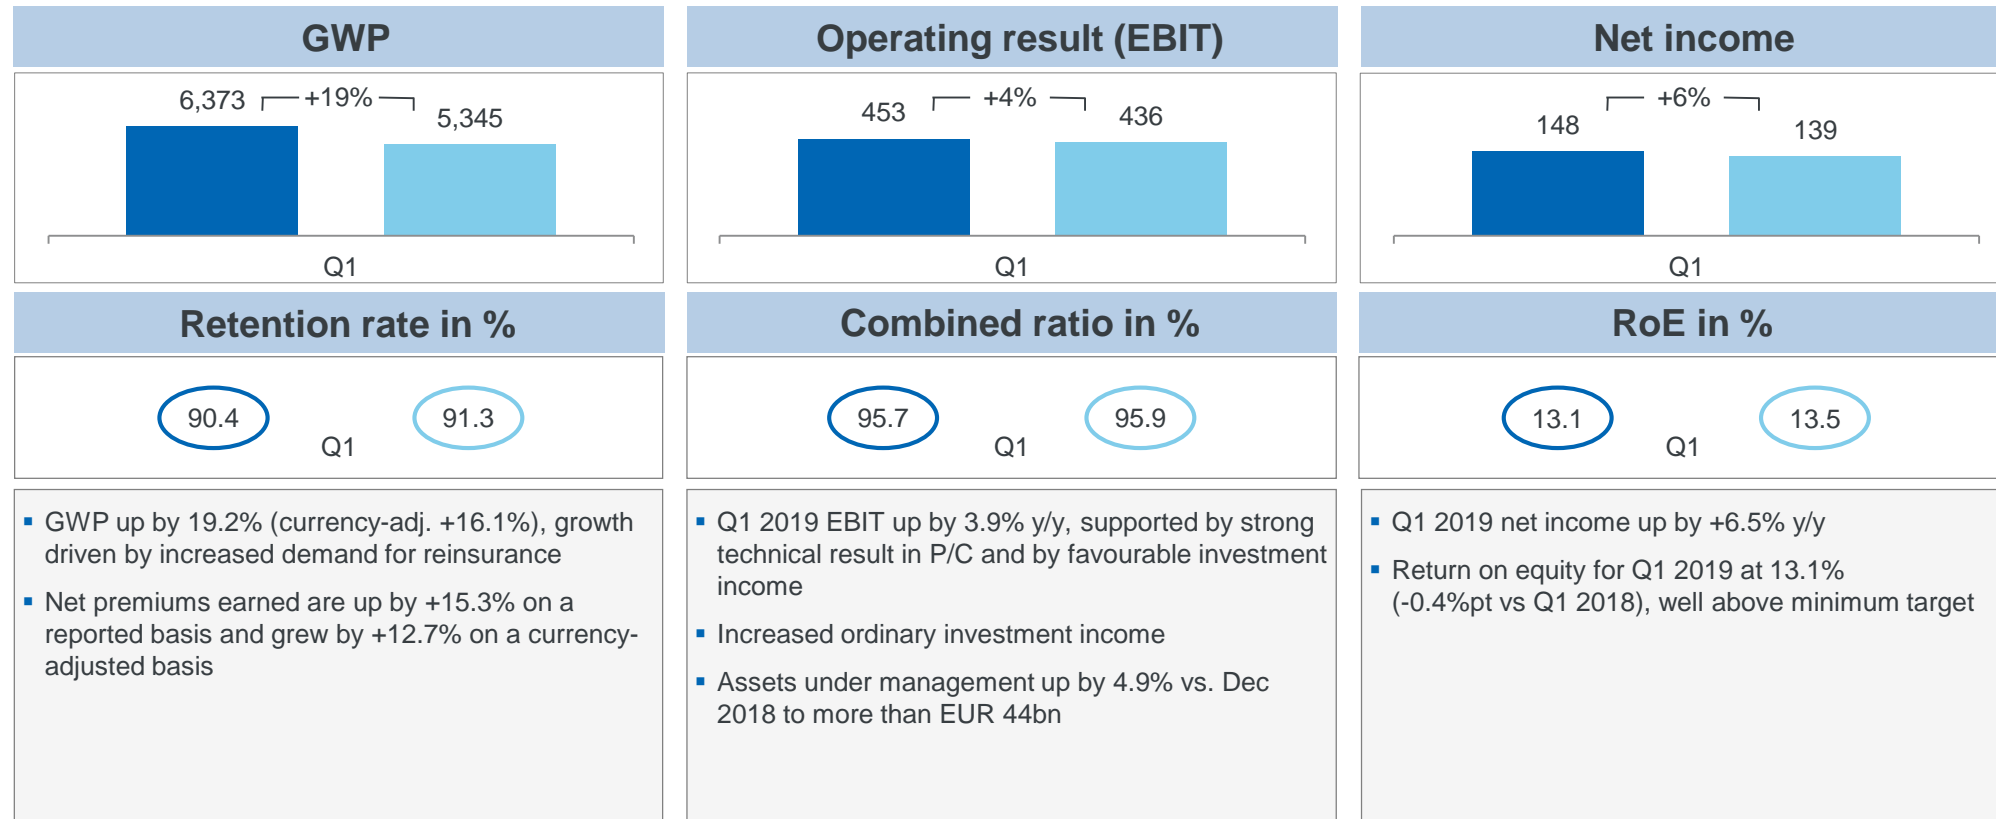 GWP
6,373
+19%
5,345
Q1
Operating result (EBIT)
453
+4%
436
Q1
Net income
148
+6%
139
Q1
Retention rate in %
90.4
91.3
Q1
Combined ratio in %
95.7
95.9
Q1
RoE in %
13.1
13.5
Q1
▪ GWP up by 19.2% (currency-adj. +16.1%), growth
driven by increased demand for reinsurance
▪ Net premiums earned are up by +15.3% on a
reported basis and grew by +12.7% on a currency-
adjusted basis
▪ Q1 2019 EBIT up by 3.9% y/y, supported by strong
technical result in P/C and by favourable investment
income
▪ Increased ordinary investment income
▪ Assets under management up by 4.9% vs. Dec
2018 to more than EUR 44bn
▪ Q1 2019 net income up by +6.5% y/y
▪ Return on equity for Q1 2019 at 13.1%
(-0.4%pt vs Q1 2018), well above minimum target